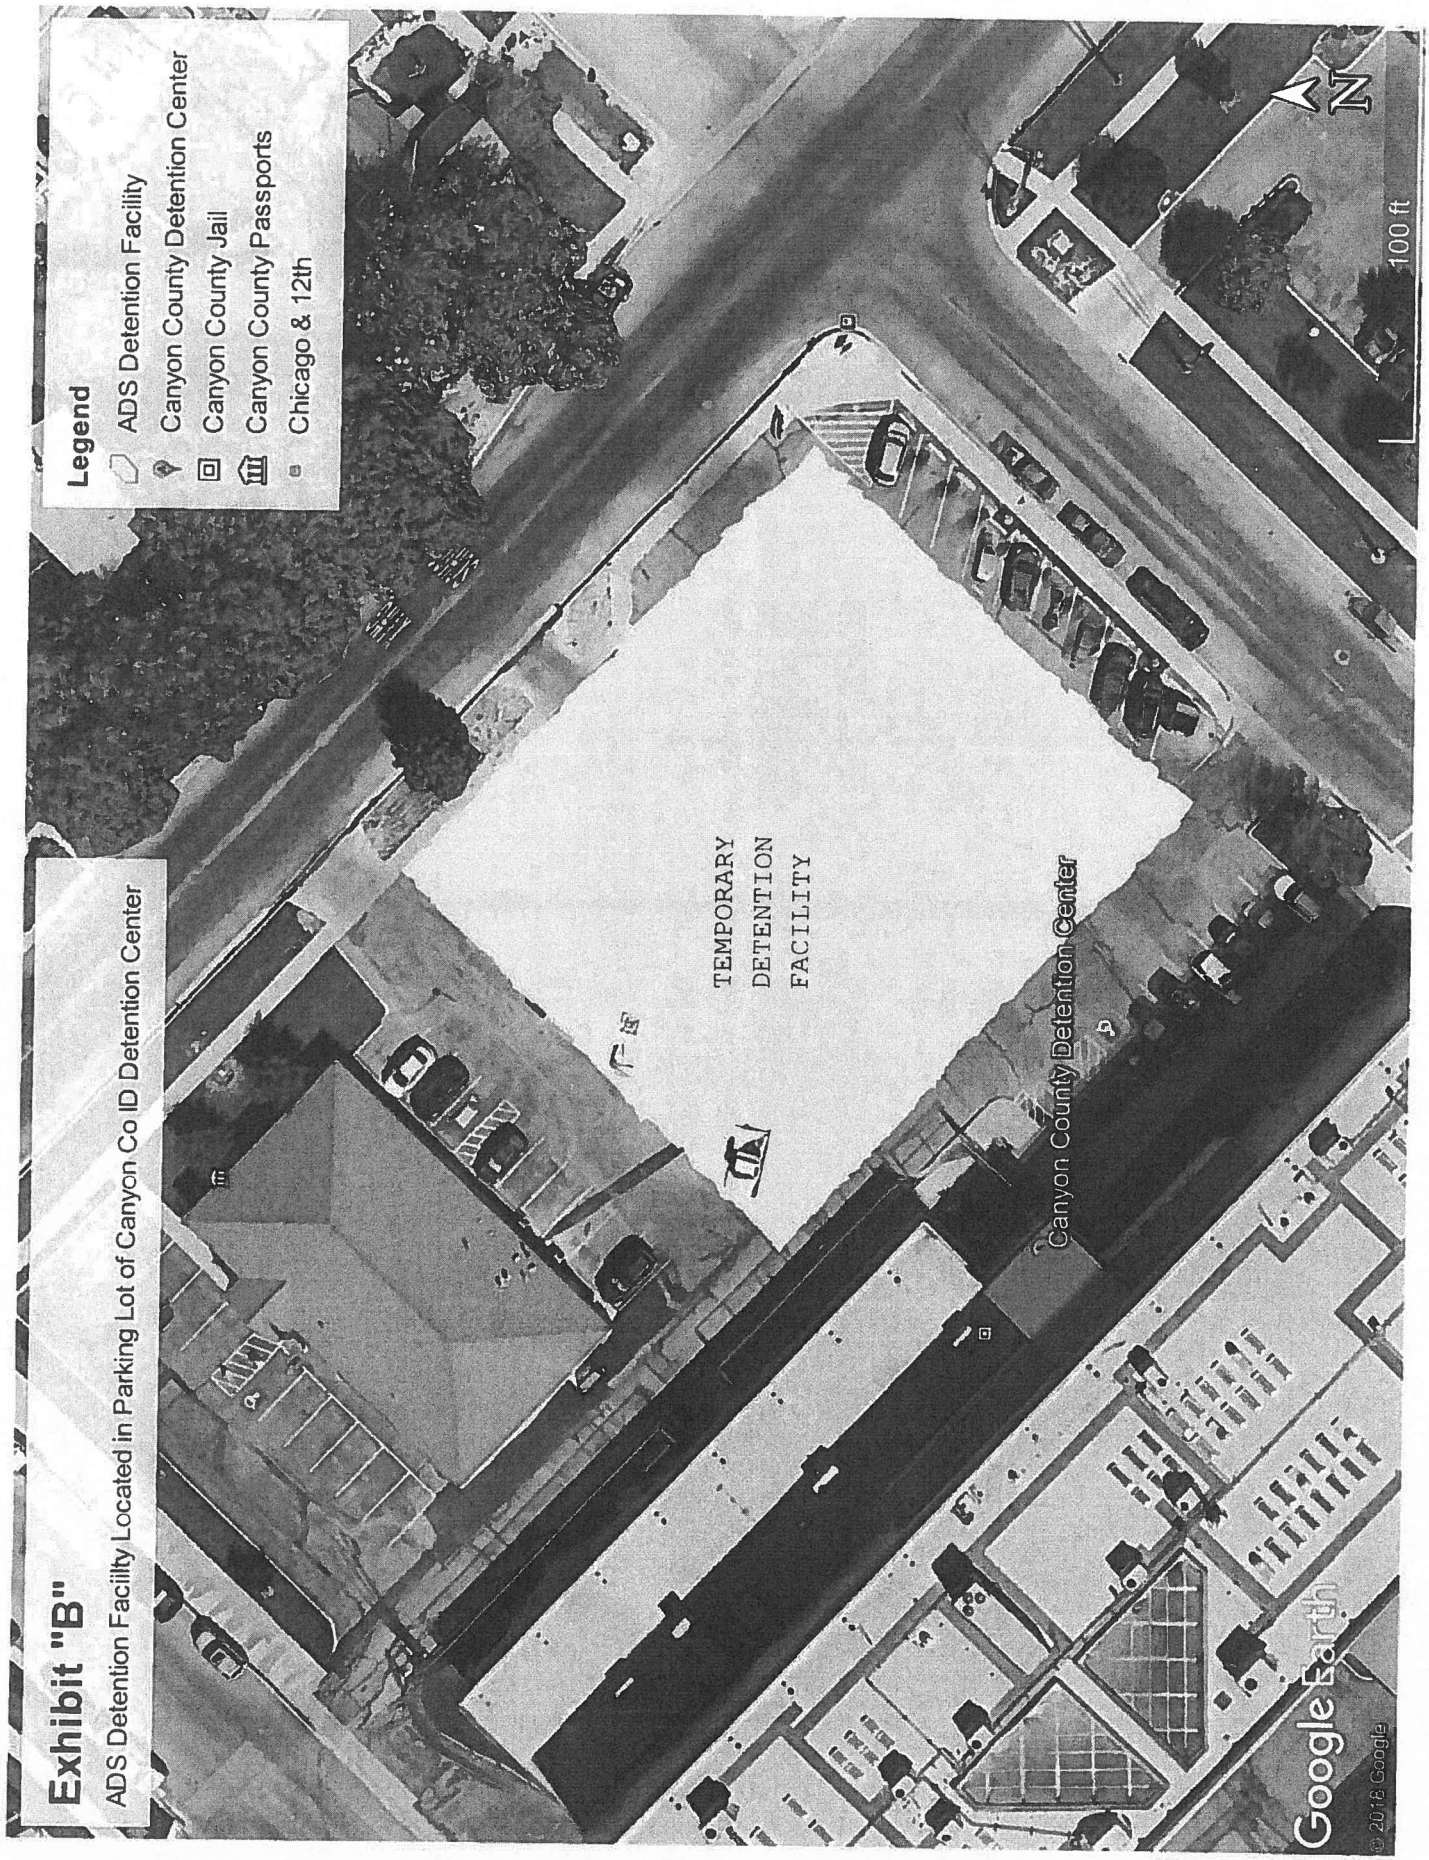 Exhibit "B"
ADS Detention Faciilty Located in Parking Lot of Canyon Co ID Detention Center
Legend
ADS Detention Facility
Canyon County Detention Center
Canyon County Jail
Canyon County Passports
Chicago & 12th
TEMPORARY
DETENTION
FACILITY
Canyon County Detention Center
Google Earth
© 2018 Google
100 ft
N